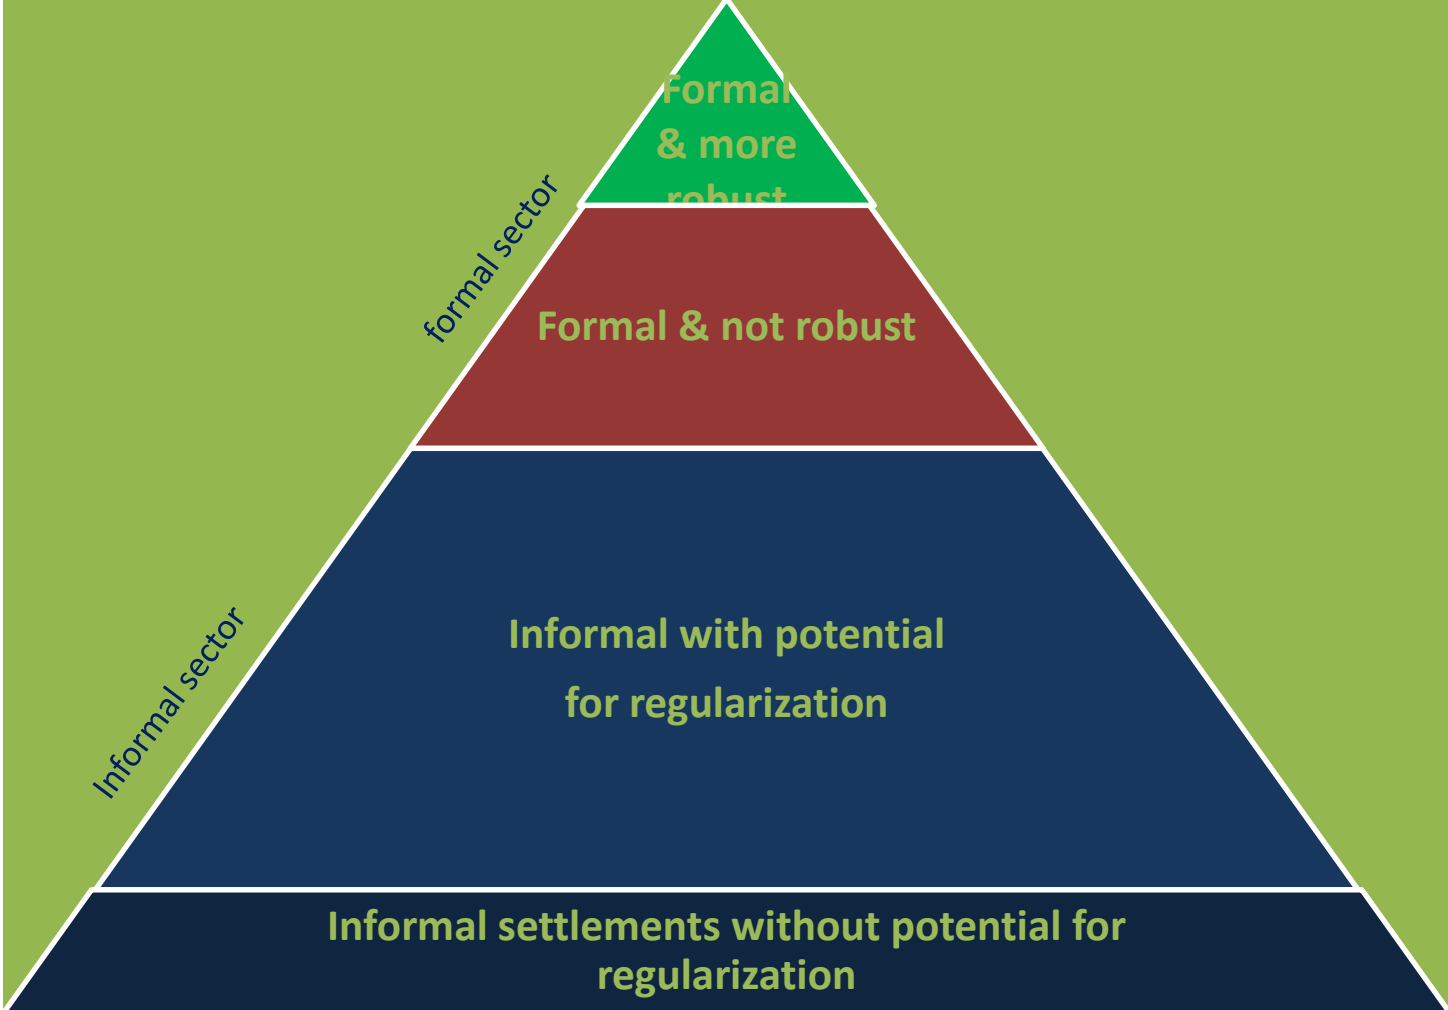 Formal
& more
robust
formal sector
Formal & not robust
Informal with potential
for regularization
Informal sector
Informal settlements without potential for
regularization